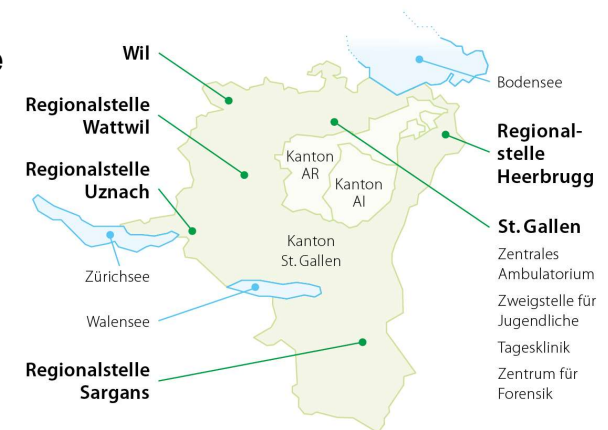 e
Wil
Regionalstelle
Wattwil
Regionalstelle
Uznach
Zürichsee
Walensee
Regionalstelle
Sargans
Kanton
AR
Kanton
AI
Kanton
St. Gallen
Bodensee
Regional-
stelle
Heerbrugg
St. Gallen
Zentrales
Ambulatorium
Zweigstelle für
Jugendliche
Tagesklinik
Zentrum für
Forensik